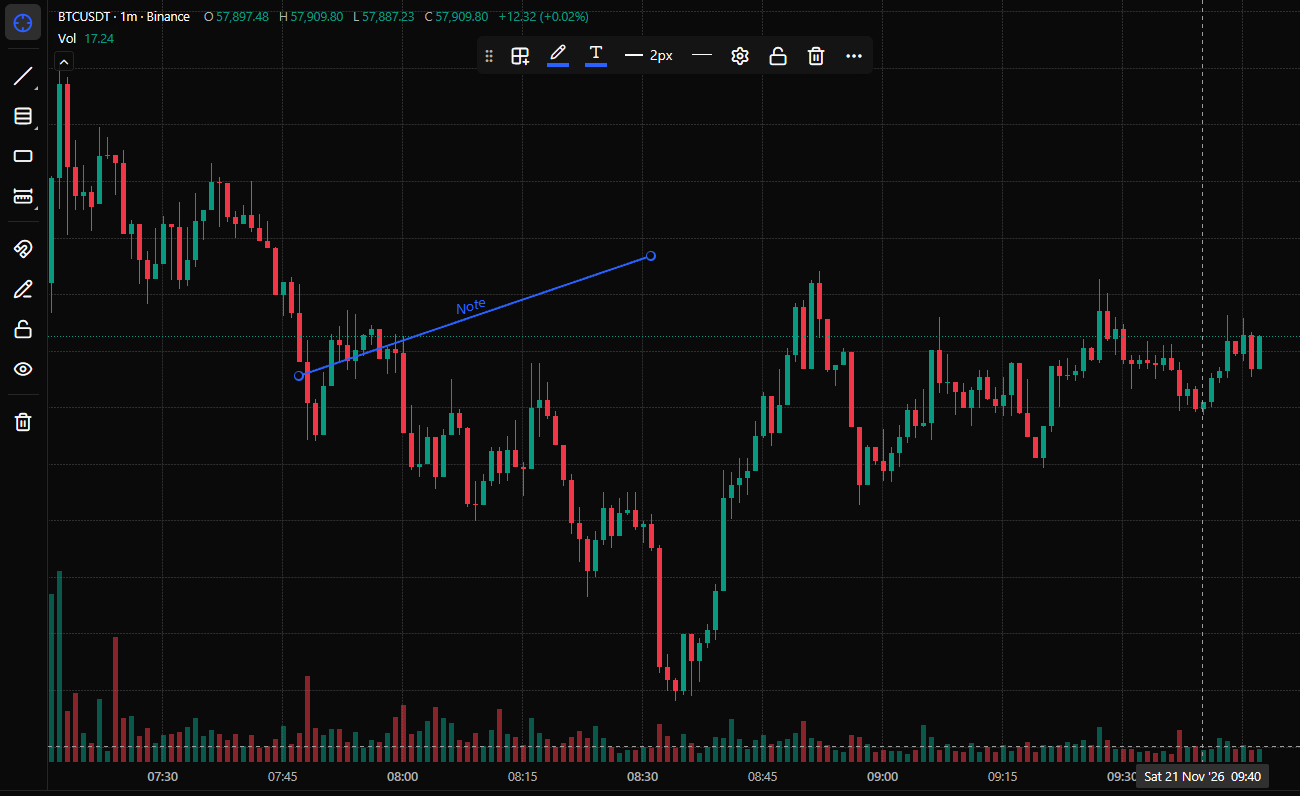 BTCUSDT · 1m · Binance O 57,897.48 H 57,909.80 L 57,887.23 C 57,909.80 +12.32 (+0.02%)
Vol 17.24
T 2px
Note
07:30 07:45 08:00 08:15 08:30 08:45 09:00 09:15 09:30 Sat 21 Nov '26 09:40